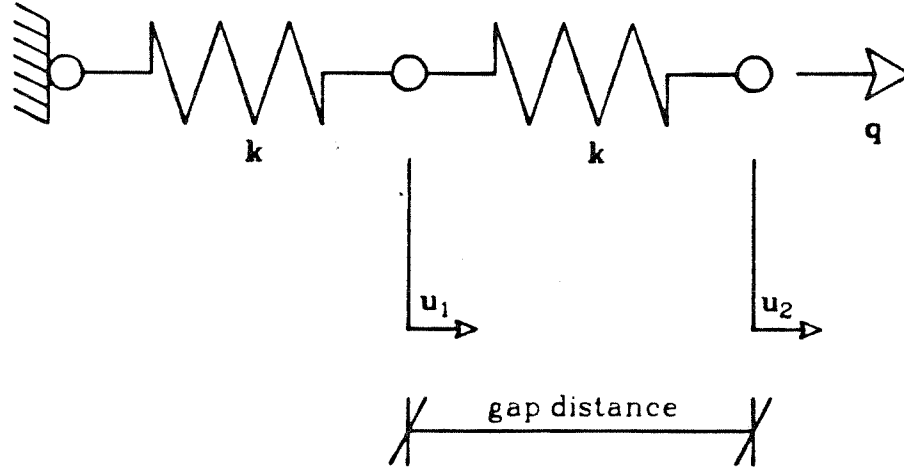 k
k
q
u₁
u₂
gap distance